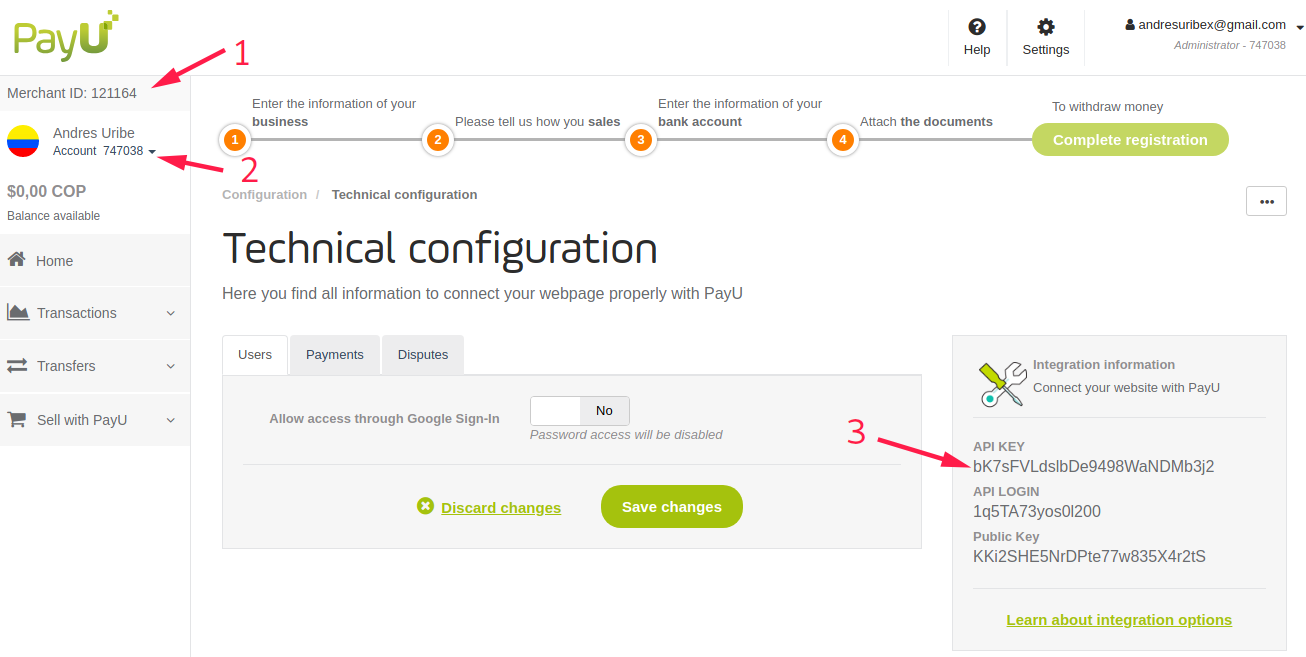 PayU
Help
Settings
andresuribex@gmail.com
Administrator - 747038
1
Merchant ID: 121164
Andres Uribe
Account 747038
2
$0,00 COP
Balance available
Home
Transactions
Transfers
Sell with PayU
Enter the information of your
business
1
Please tell us how you sales
2
Enter the information of your
bank account
3
Attach the documents
4
To withdraw money
Complete registration
Configuration / Technical configuration
•••
Technical configuration
Here you find all information to connect your webpage properly with PayU
Users
Payments
Disputes
Allow access through Google Sign-In
No
Password access will be disabled
Discard changes
Save changes
Integration information
Connect your website with PayU
3
API KEY
bK7sFVLdslbDe9498WaNDMb3j2
API LOGIN
1q5TA73yos0l200
Public Key
KKi2SHE5NrDPte77w835X4r2tS
Learn about integration options